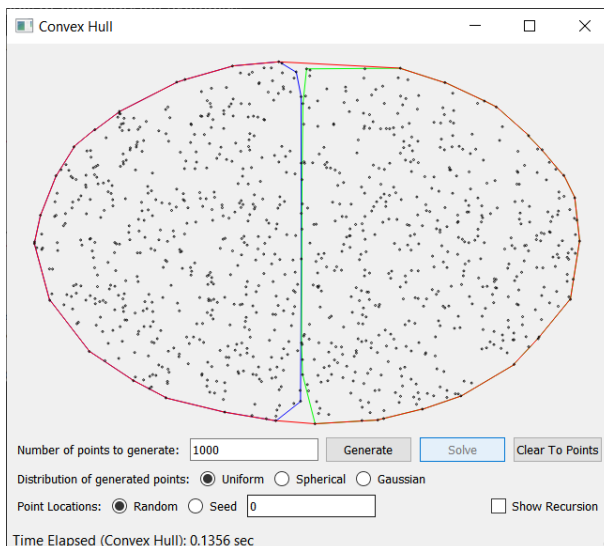 Convex Hull
Number of points to generate: 1000 Generate Solve Clear To Points
Distribution of generated points: Uniform Spherical Gaussian
Point Locations: Random Seed 0 Show Recursion
Time Elapsed (Convex Hull): 0.1356 sec